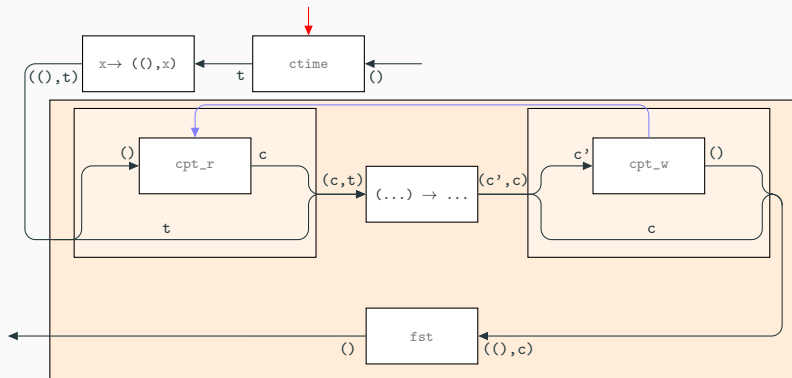 x→ ((),x)
ctime
((),t)
t
()
()
cpt_r
c
(c,t)
(...) → ...
(c',c)
c'
cpt_w
()
t
c
()
fst
((),c)